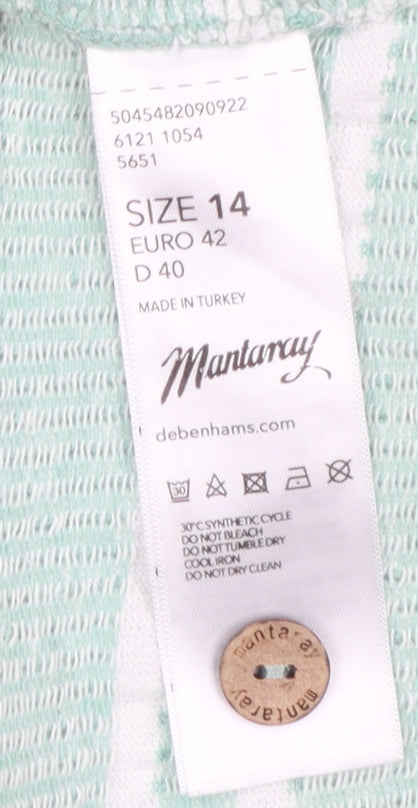 5045482090922
6121 1054
5651
SIZE 14
EURO 42
D 40
MADE IN TURKEY
Mantaray
debenhams.com
30
30°C SYNTHETIC CYCLE
DO NOT BLEACH
DO NOT TUMBLE DRY
COOL IRON
DO NOT DRY CLEAN
mantaray
mantaray